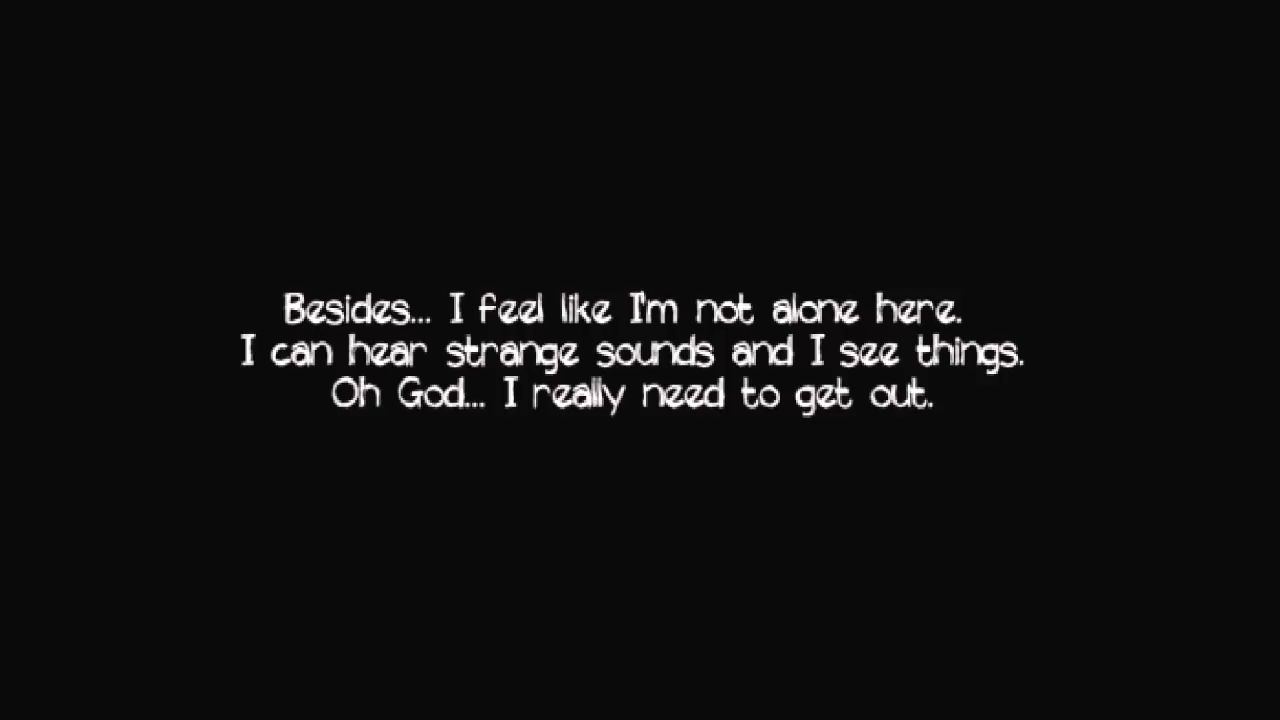 Besides... I feel like I'm not alone here.
I can hear strange sounds and I see things.
Oh God... I really need to get out.